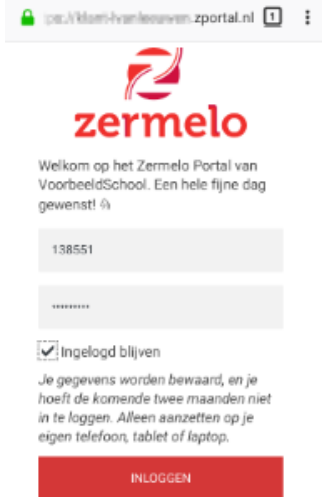 .zportal.nl 1
zermelo
Welkom op het Zermelo Portal van
VoorbeeldSchool. Een hele fijne dag
gewenst!
138551
Ingelogd blijven
Je gegevens worden bewaard, en je
hoeft de komende twee maanden niet
in te loggen. Alleen aanzetten op je
eigen telefoon, tablet of laptop.
INLOGGEN